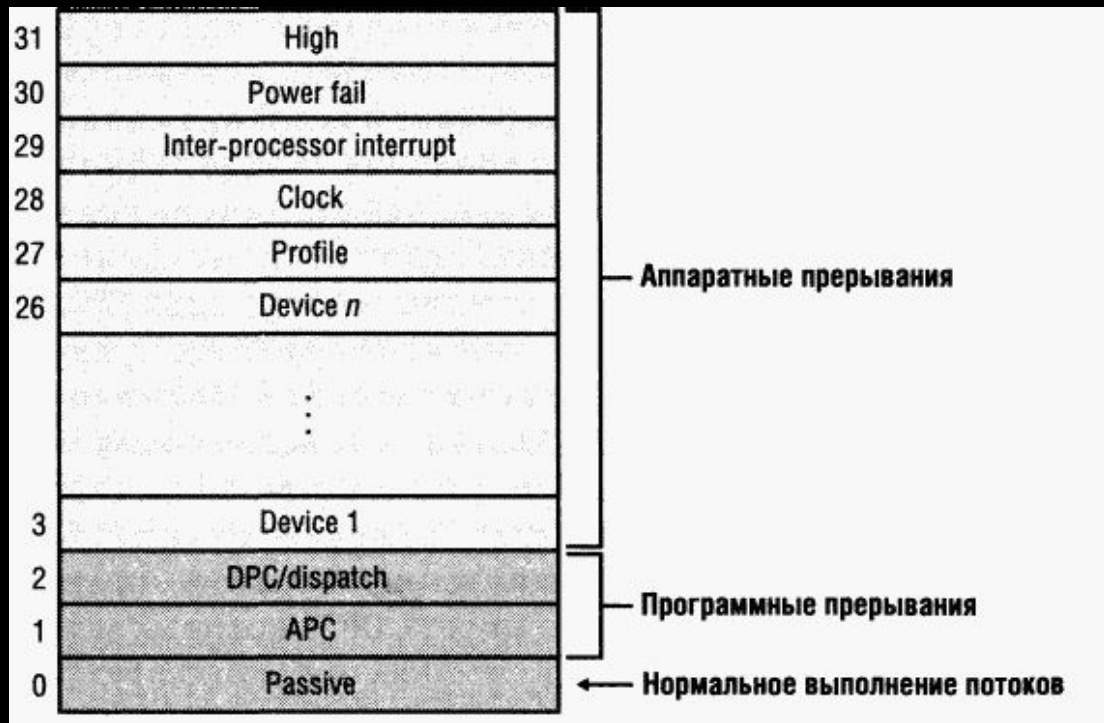 31 High
30 Power fail
29 Inter-processor interrupt
28 Clock
27 Profile
26 Device n
Аппаратные прерывания
⋮
3 Device 1
2 DPC/dispatch
1 APC
Программные прерывания
0 Passive
Нормальное выполнение потоков